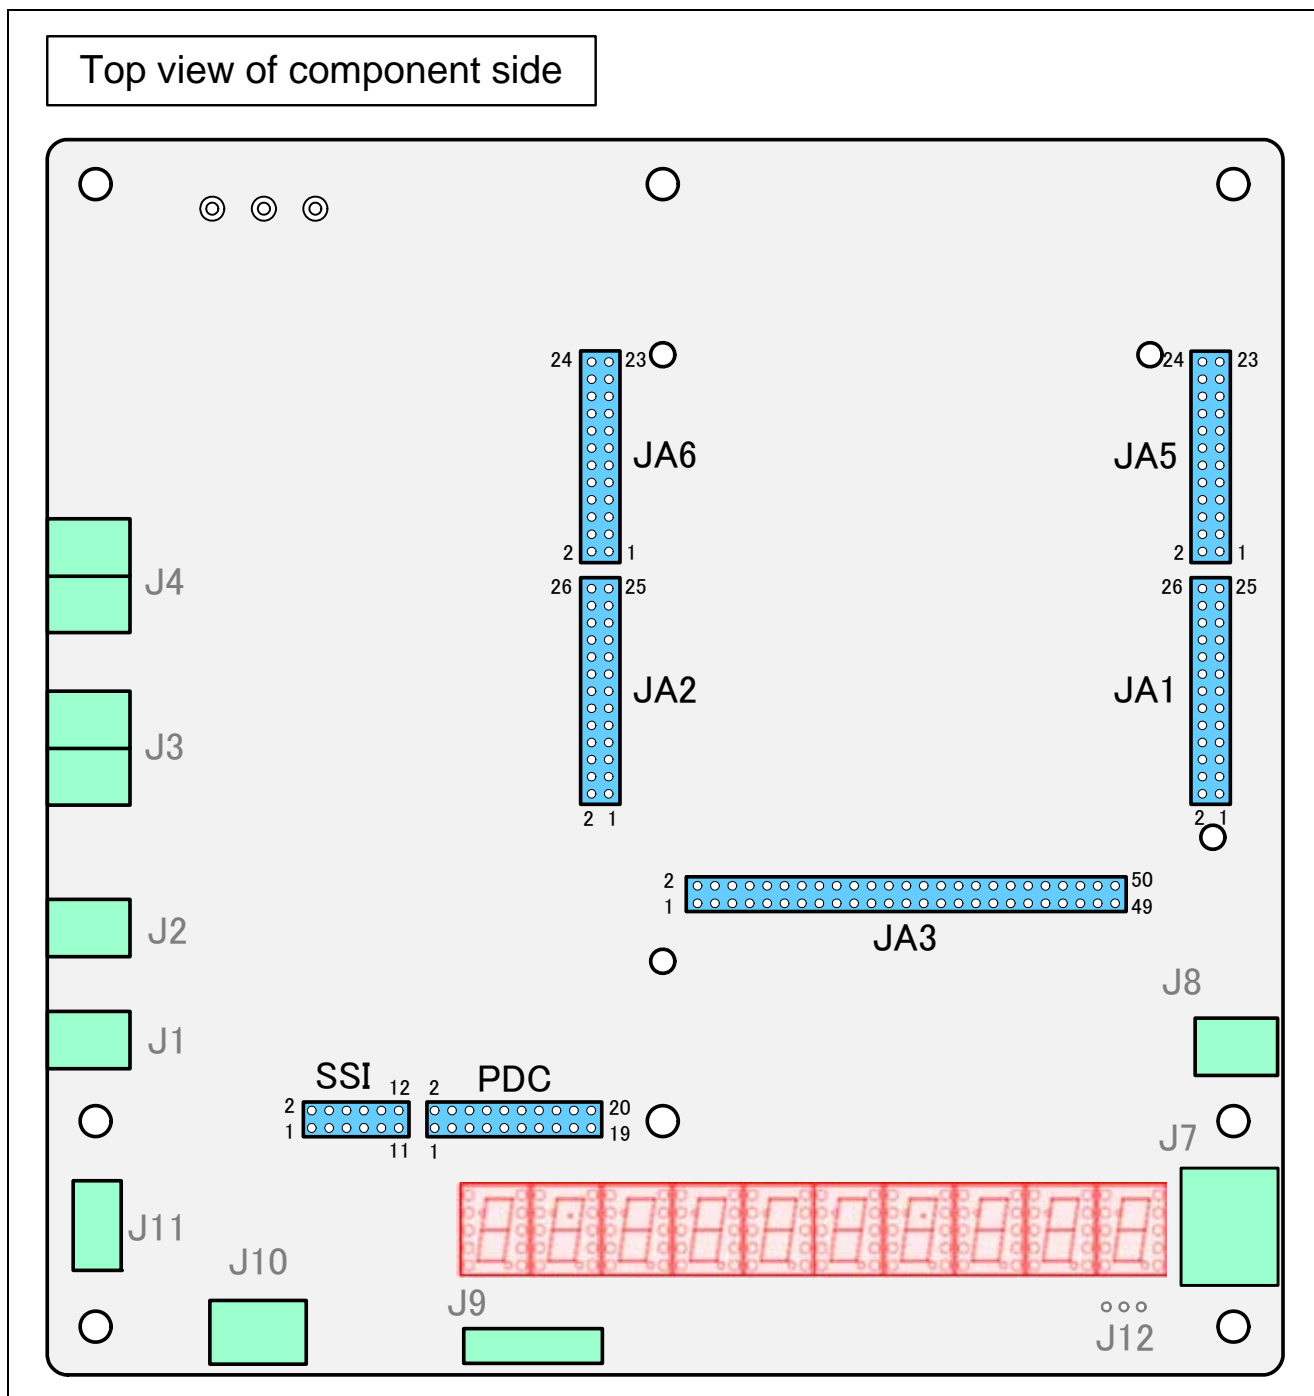 Top view of component side
24 23 24 23
JA6 JA5
2 1 2 1
J4 26 25 26 25
JA2 JA1
J3
2 1 2 1
2 50
1 49
J2 JA3
J8
J1
SSI 12 2 PDC
2 20
1 19
11 1
J7
J11
J10
J9
J12